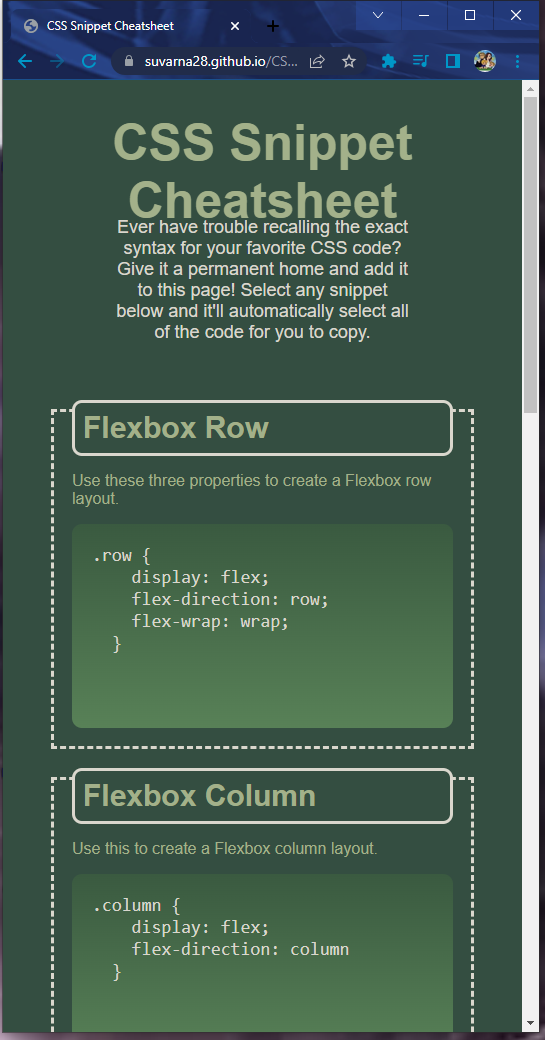 CSS Snippet Cheatsheet
suvarna28.github.io/CS...
CSS Snippet
Cheatsheet
Ever have trouble recalling the exact
syntax for your favorite CSS code?
Give it a permanent home and add it
to this page! Select any snippet
below and it'll automatically select all
of the code for you to copy.
Flexbox Row
Use these three properties to create a Flexbox row
layout.
.row {
    display: flex;
    flex-direction: row;
    flex-wrap: wrap;
  }
Flexbox Column
Use this to create a Flexbox column layout.
.column {
    display: flex;
    flex-direction: column
  }